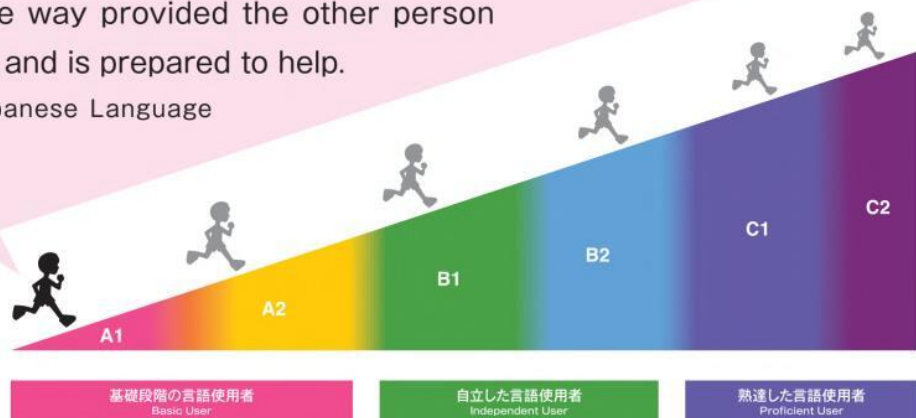 e way provided the other person
and is prepared to help.
panese Language
A1
A2
B1
B2
C1
C2
基礎段階の言語使用者
Basic User
自立した言語使用者
Independent User
熟達した言語使用者
Proficient User